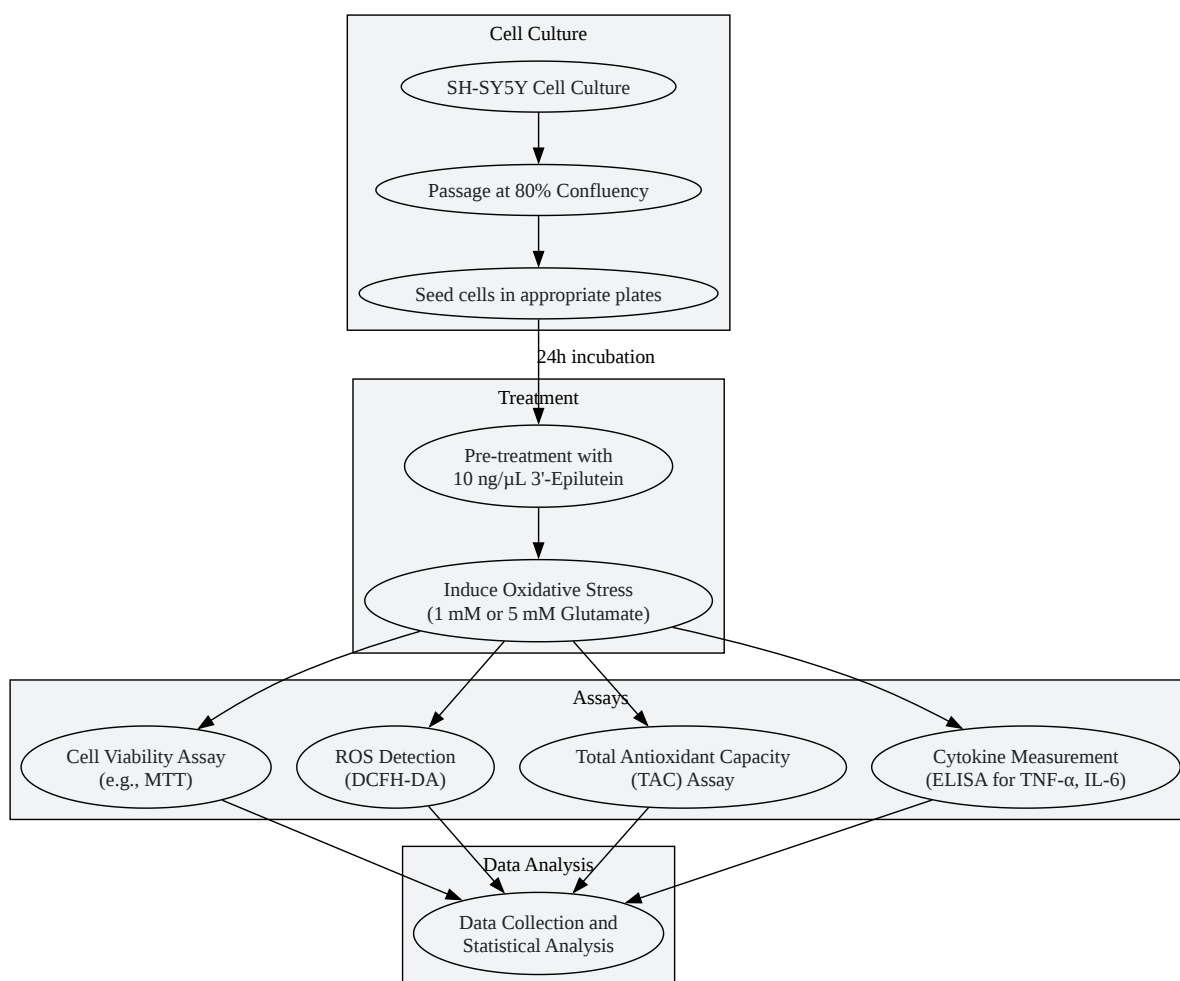 Cell Culture
SH-SY5Y Cell Culture
Passage at 80% Confluency
Seed cells in appropriate plates
24h incubation
Treatment
Pre-treatment with
10 ng/µL 3'-Epilutein
Induce Oxidative Stress
(1 mM or 5 mM Glutamate)
Assays
Cell Viability Assay
(e.g., MTT)
ROS Detection
(DCFH-DA)
Total Antioxidant Capacity
(TAC) Assay
Cytokine Measurement
(ELISA for TNF-α, IL-6)
Data Analysis
Data Collection and
Statistical Analysis